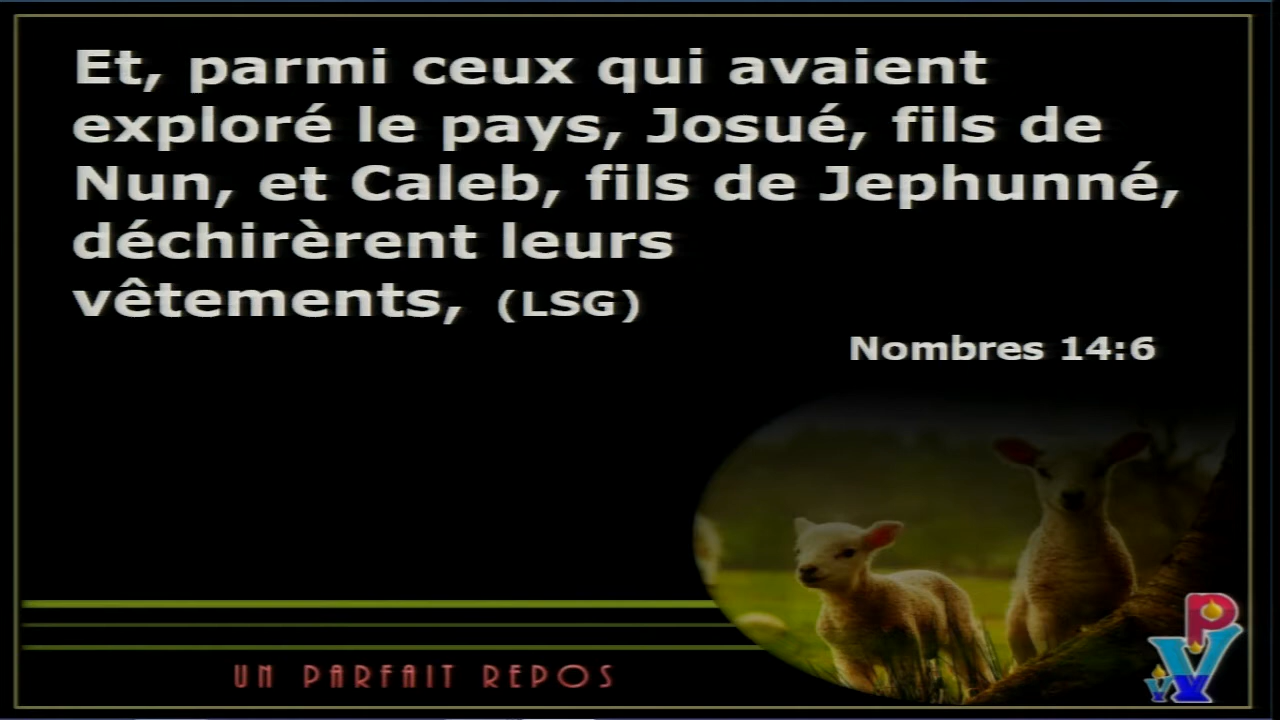 Et, parmi ceux qui avaient
exploré le pays, Josué, fils de
Nun, et Caleb, fils de Jephunné,
déchirèrent leurs
vêtements, (LSG)
Nombres 14:6
UN PARFAIT REPOS
P
V
V V